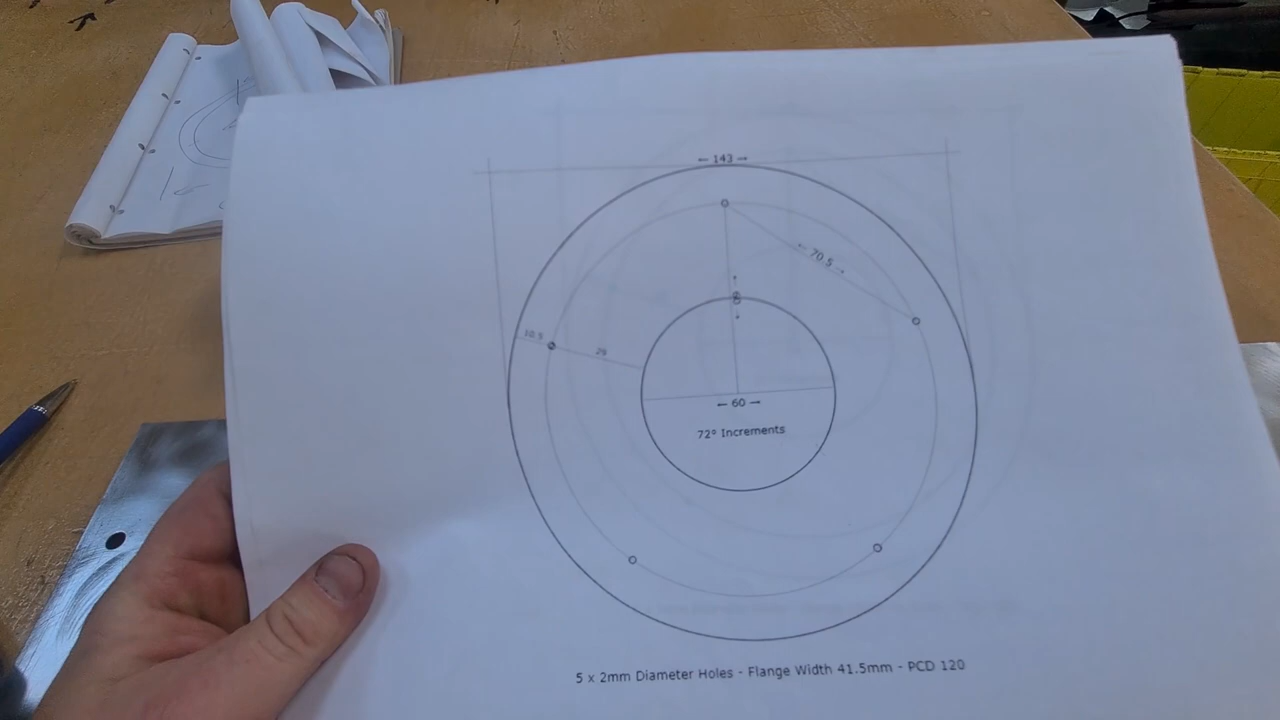 ← 143 →
← 70.5 →
10.5
29
← 60 →
72° Increments
5 x 2mm Diameter Holes - Flange Width 41.5mm - PCD 120